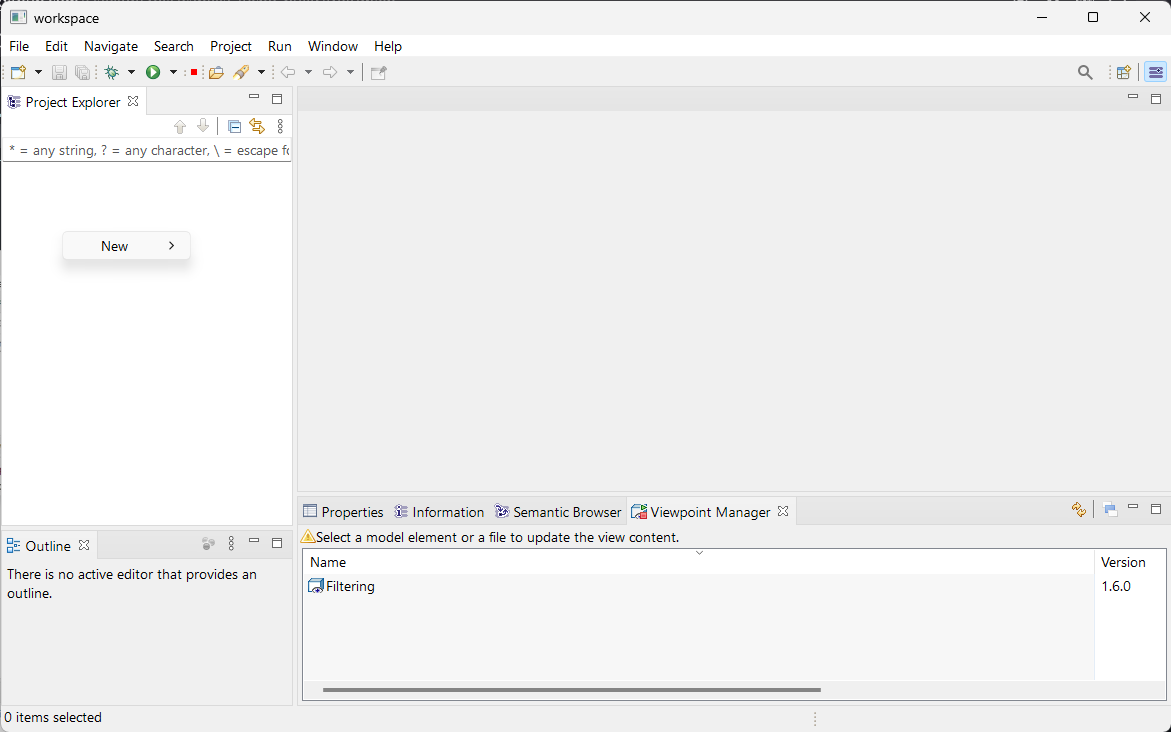 workspace
File Edit Navigate Search Project Run Window Help
Project Explorer
* = any string, ? = any character, \ = escape fo
New
Outline
There is no active editor that provides an
outline.
Properties Information Semantic Browser Viewpoint Manager
Select a model element or a file to update the view content.
Name Version
Filtering 1.6.0
0 items selected